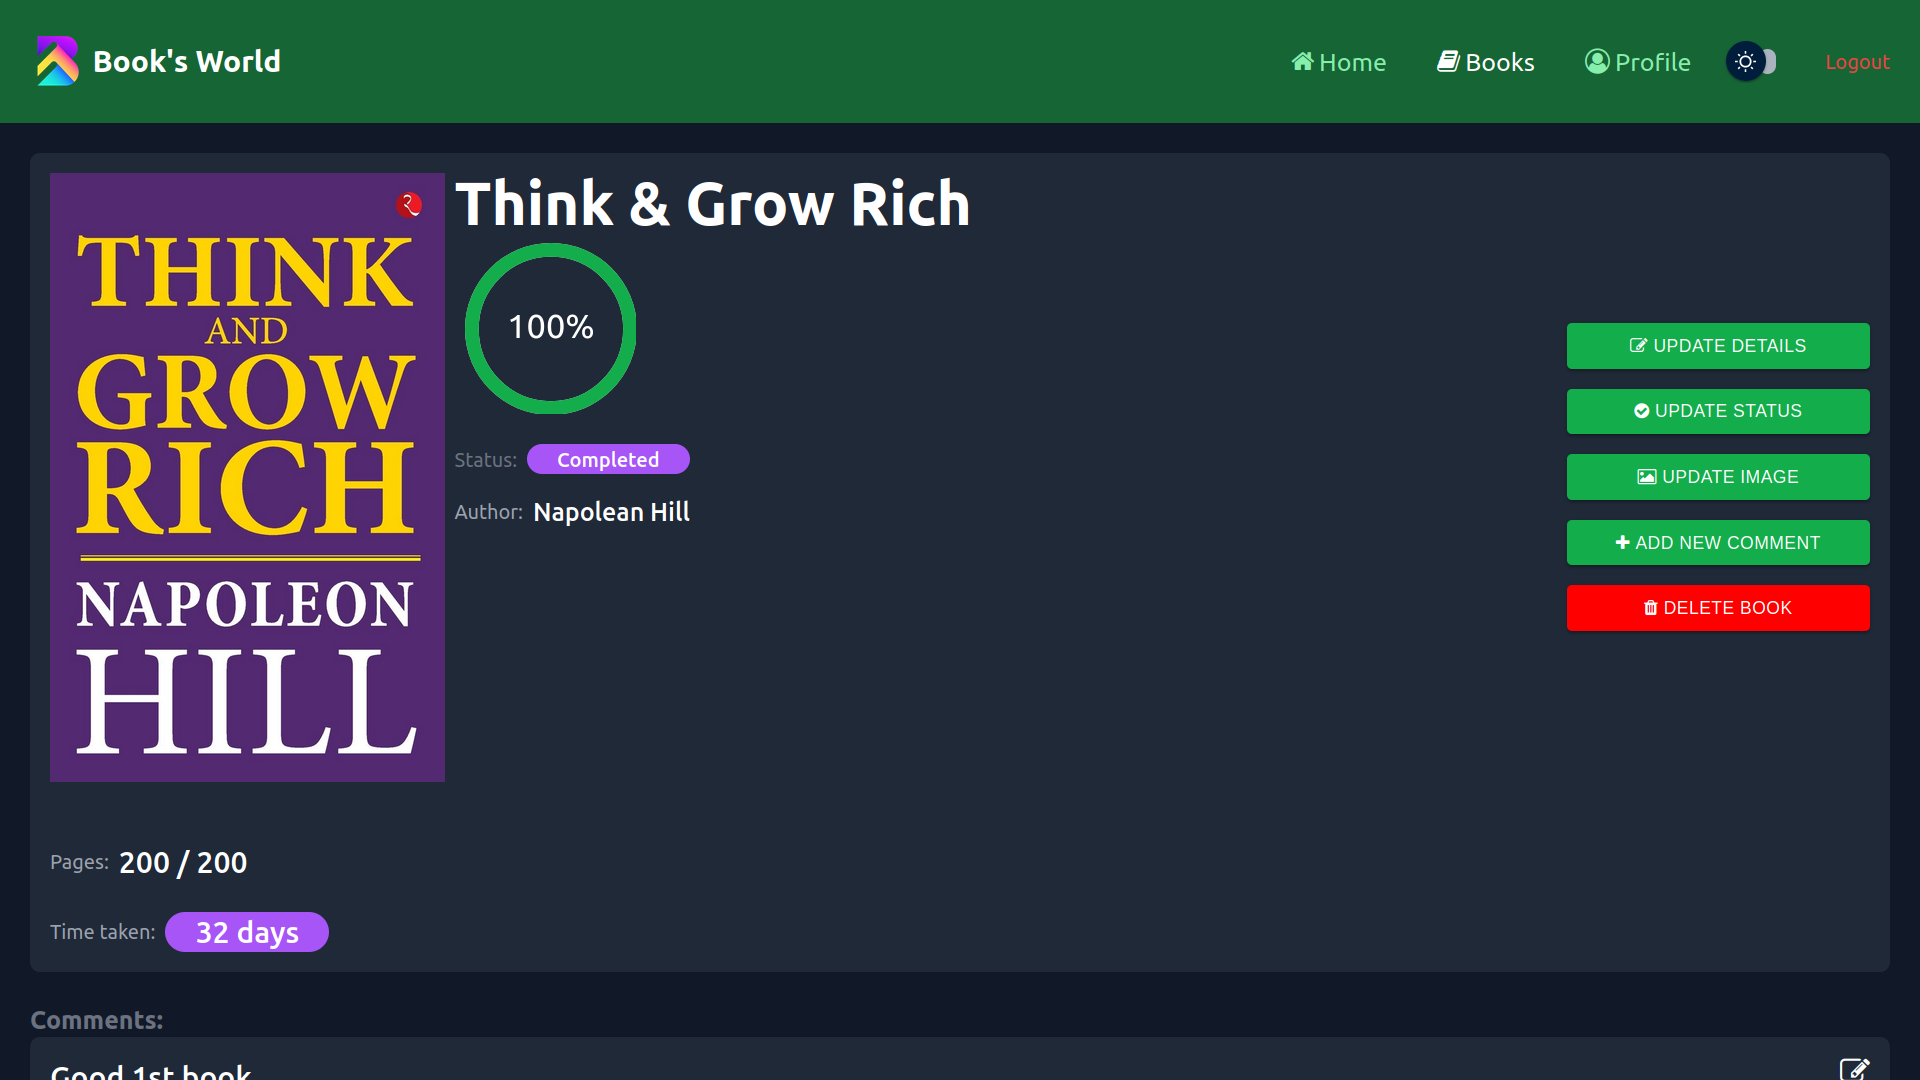 Book's World
Home
Books
Profile
Logout
THINK
AND
GROW
RICH
NAPOLEON
HILL
Think & Grow Rich
100%
Status: Completed
Author: Napolean Hill
UPDATE DETAILS
UPDATE STATUS
UPDATE IMAGE
ADD NEW COMMENT
DELETE BOOK
Pages: 200 / 200
Time taken: 32 days
Comments:
Good 1st book